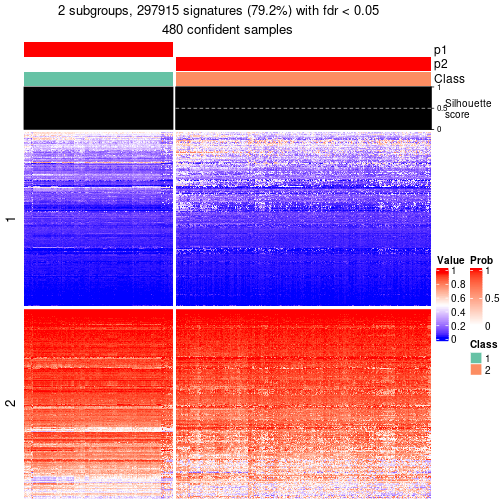 2 subgroups, 297915 signatures (79.2%) with fdr < 0.05
480 confident samples
p1
p2
Class
1
0.5
0
Silhouette
score
1
2
Value
1
0.8
0.6
0.4
0.2
0
Prob
1
0.5
0
Class
1
2